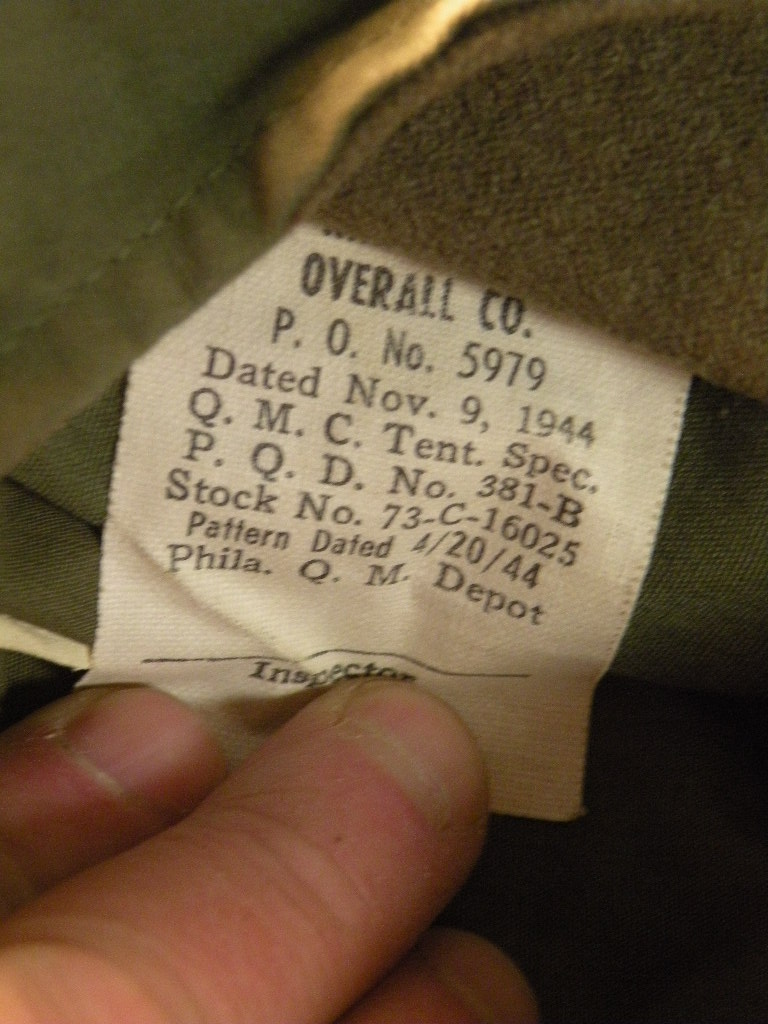 OVERALL CO.
P. O. No. 5979
Dated Nov. 9, 1944
Q. M. C. Tent. Spec.
P. Q. D. No. 381-B
Stock No. 73-C-16025
Pattern Dated 4/20/44
Phila. Q. M. Depot
Inspector